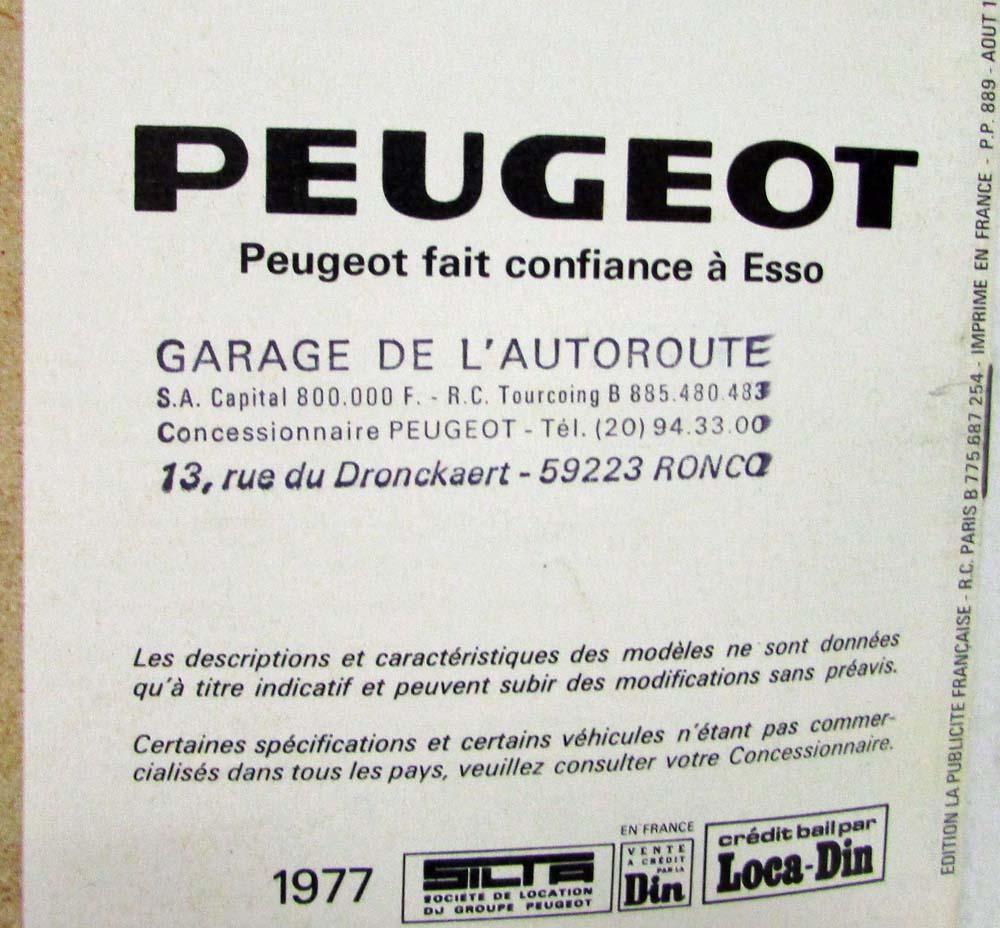 PEUGEOT
Peugeot fait confiance à Esso
GARAGE DE L'AUTOROUTE
S.A. Capital 800.000 F. - R.C. Tourcoing B 885.480.483
Concessionnaire PEUGEOT - Tél. (20) 94.33.00
13, rue du Dronckaert - 59223 RONCQ
Les descriptions et caractéristiques des modèles ne sont données
qu'à titre indicatif et peuvent subir des modifications sans préavis.
Certaines spécifications et certains véhicules n'étant pas commer-
cialisés dans tous les pays, veuillez consulter votre Concessionnaire.
1977
SILTA
SOCIETE DE LOCATION
DU GROUPE PEUGEOT
EN FRANCE
VENTE
A CRÉDIT
PAR LA
Din
crédit bail par
Loca-Din
EDITION LA PUBLICITE FRANÇAISE - R.C. PARIS B 775 687 254 - IMPRIME EN FRANCE - P.P. 889 - AOUT 1